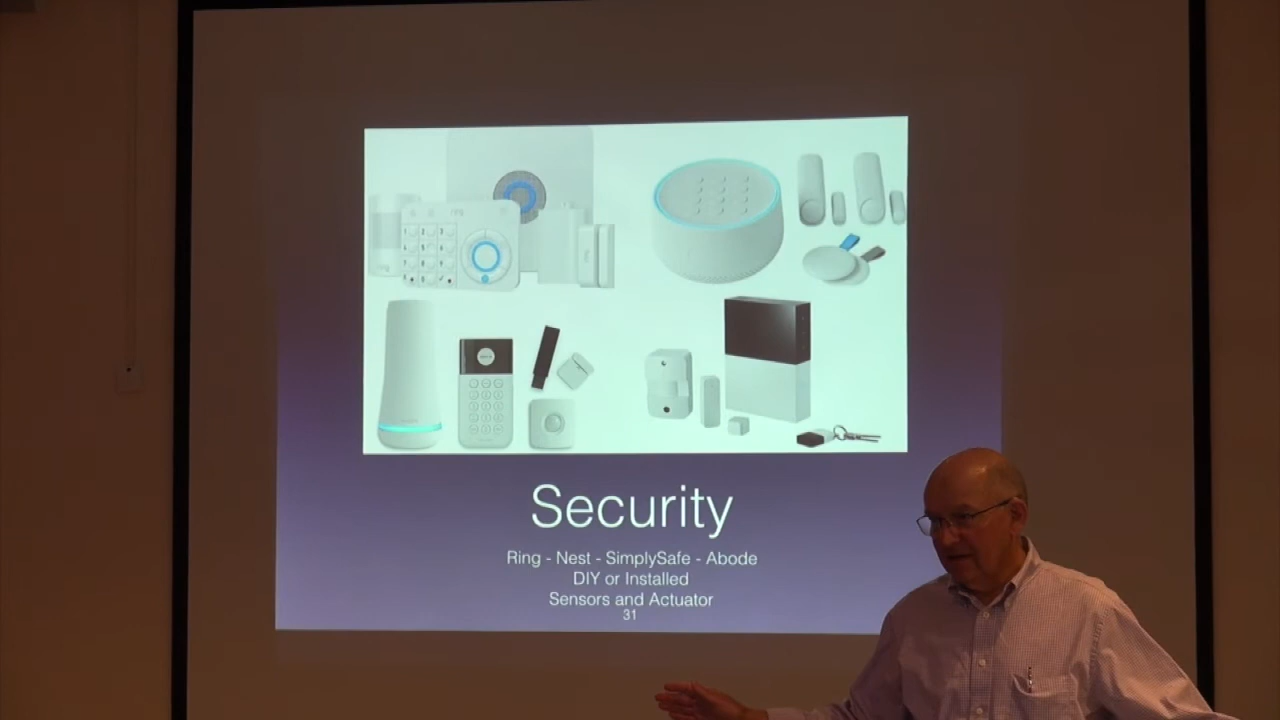 Security
Ring - Nest - SimplySafe - Abode
DIY or Installed
Sensors and Actuator
31